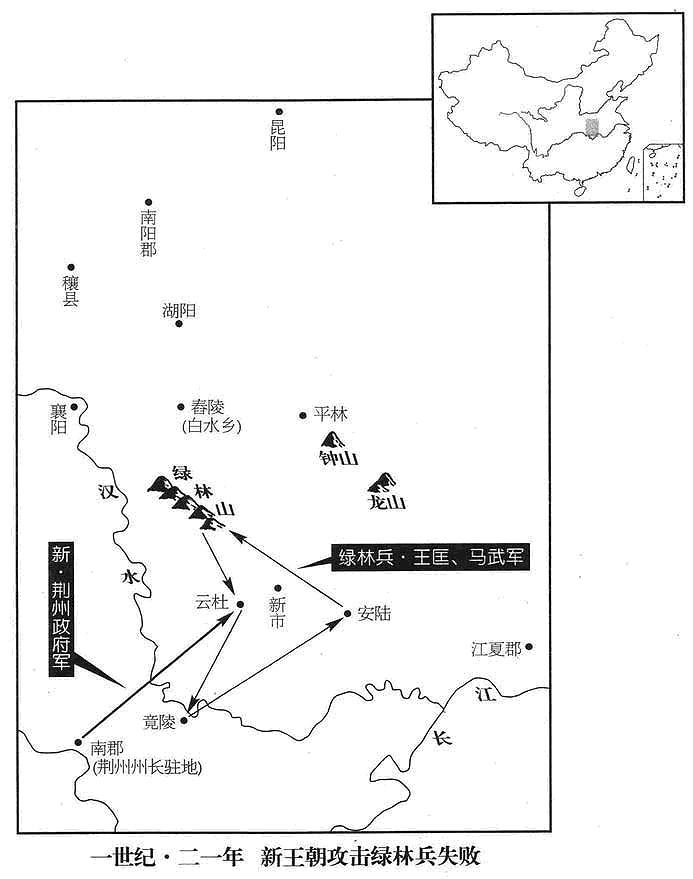 昆阳
南阳郡
穰县
湖阳
襄阳
舂陵
(白水乡)
平林
钟山
龙山
绿林山
汉水
绿林兵·王匡、马武军
新·荆州政府军
云杜
新市
安陆
江夏郡
竟陵
长江
南郡
(荆州州长驻地)
一世纪·二一年 新王朝攻击绿林兵失败